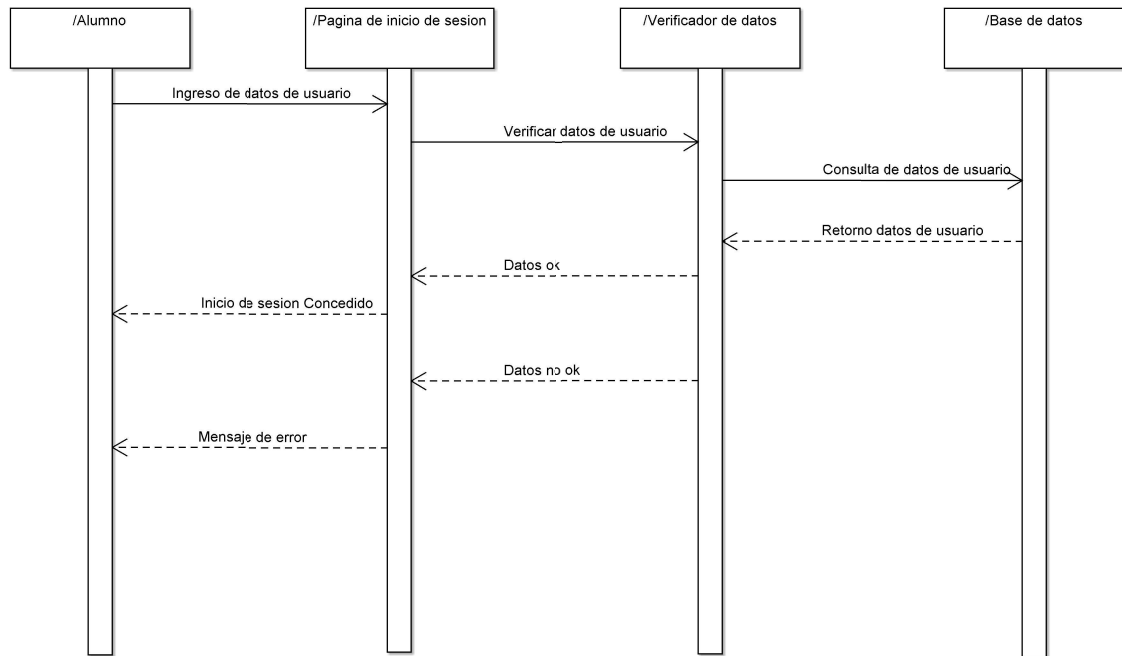 /Alumno
/Pagina de inicio de sesion
/Verificador de datos
/Base de datos
Ingreso de datos de usuario
Verificar datos de usuario
Consulta de datos de usuario
Retorno datos de usuario
Datos ok
Inicio de sesion Concedido
Datos no ok
Mensaje de error